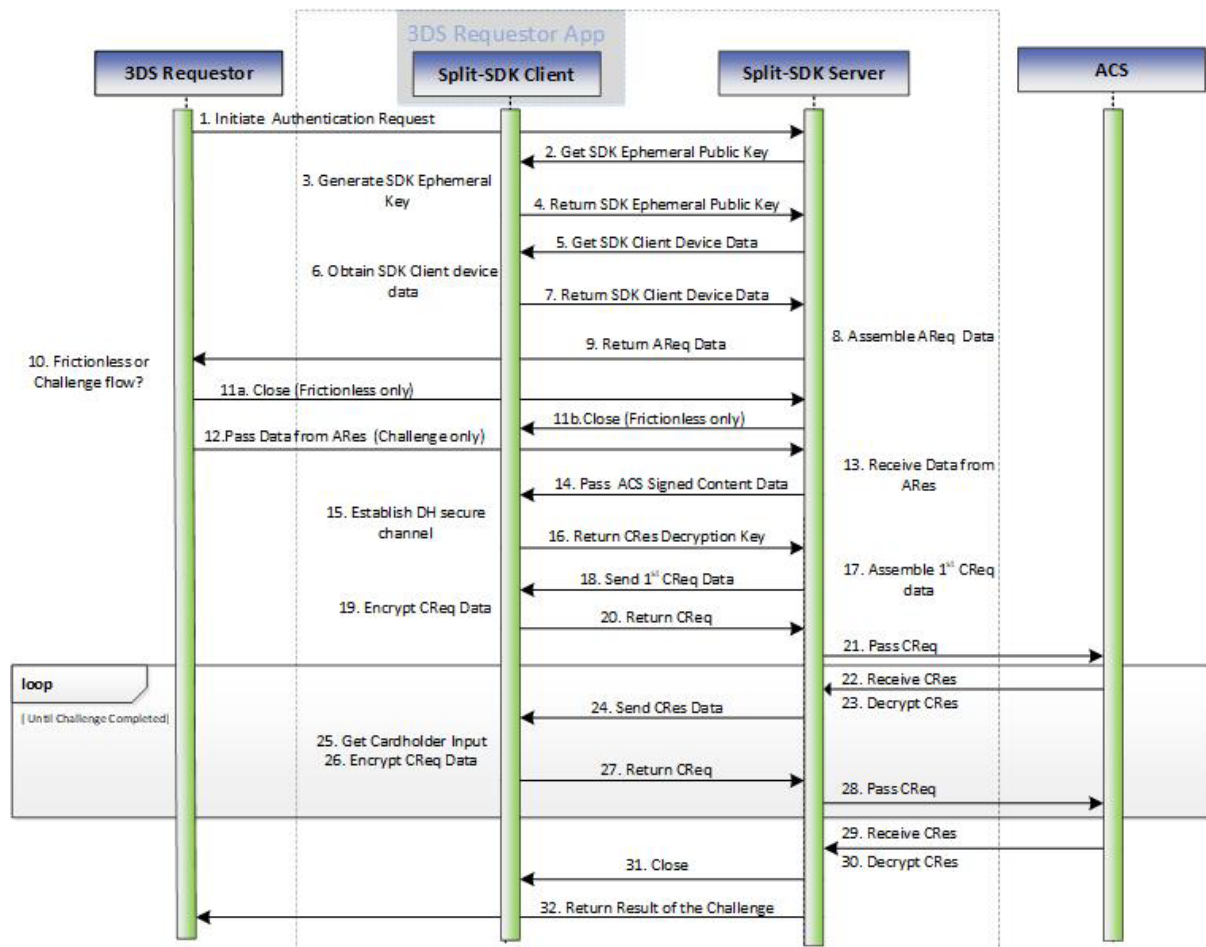 3DS Requestor App
3DS Requestor
Split-SDK Client
Split-SDK Server
ACS
1. Initiate Authentication Request
2. Get SDK Ephemeral Public Key
3. Generate SDK Ephemeral
Key
4. Return SDK Ephemeral Public Key
5. Get SDK Client Device Data
6. Obtain SDK Client device
data
7. Return SDK Client Device Data
8. Assemble AReq Data
9. Return AReq Data
10. Frictionless or
Challenge flow?
11a. Close (Frictionless only)
11b.Close (Frictionless only)
12.Pass Data from ARes (Challenge only)
13. Receive Data from
ARes
14. Pass ACS Signed Content Data
15. Establish DH secure
channel
16. Return CRes Decryption Key
17. Assemble 1st CReq
data
18. Send 1st CReq Data
19. Encrypt CReq Data
20. Return CReq
21. Pass CReq
loop
[ Until Challenge Completed]
22. Receive CRes
23. Decrypt CRes
24. Send CRes Data
25. Get Cardholder Input
26. Encrypt CReq Data
27. Return CReq
28. Pass CReq
29. Receive CRes
30. Decrypt CRes
31. Close
32. Return Result of the Challenge